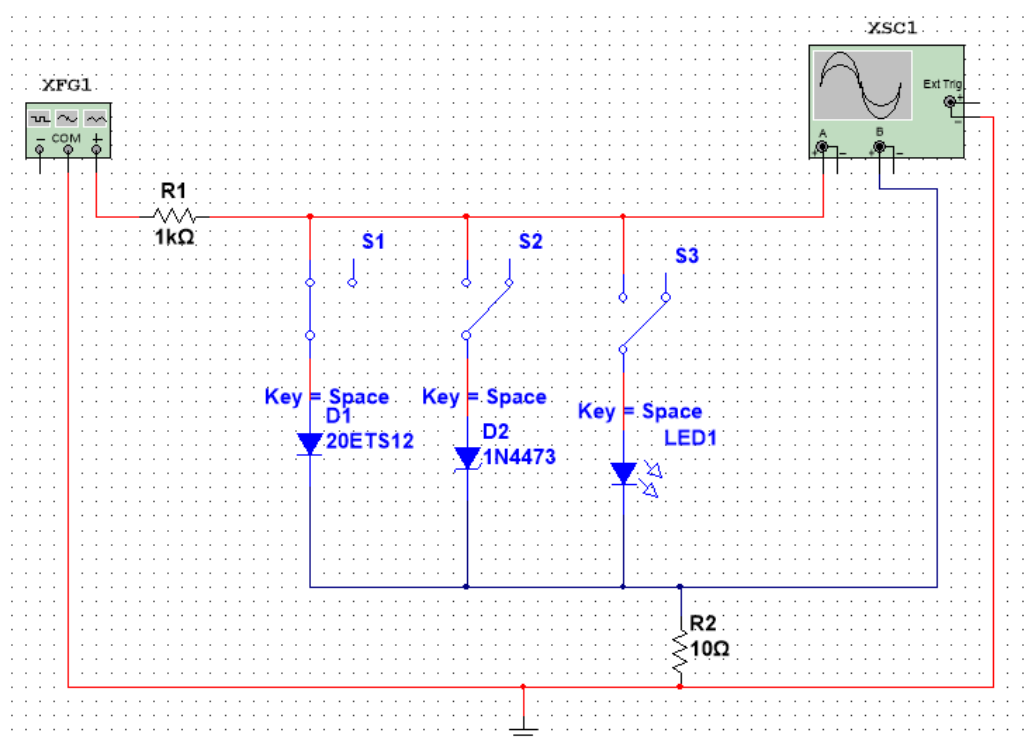 XSC1
XFG1
Ext Trig
+
−
− COM +
A
B
+ −
+ −
R1
1kΩ
S1
S2
S3
Key = Space
Key = Space
Key = Space
D1
20ETS12
D2
1N4473
LED1
R2
10Ω